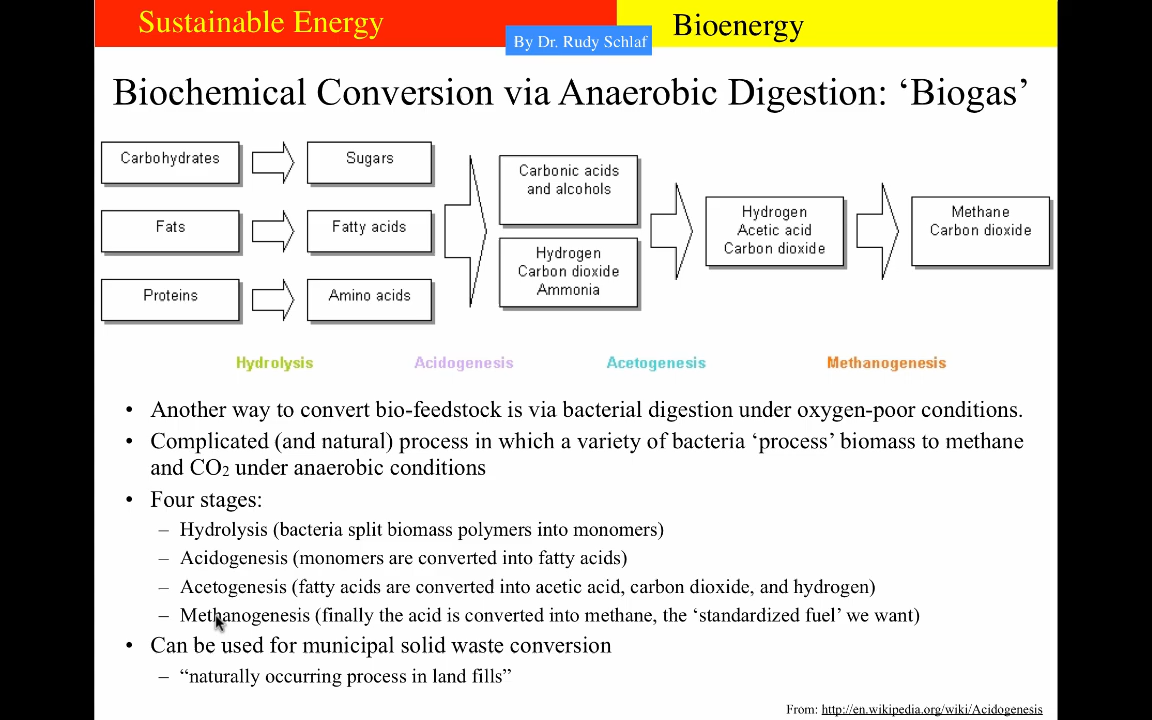 Sustainable Energy
By Dr. Rudy Schlaf
Bioenergy
Biochemical Conversion via Anaerobic Digestion: ‘Biogas’
Carbohydrates
Sugars
Fats
Fatty acids
Proteins
Amino acids
Carbonic acids
and alcohols
Hydrogen
Carbon dioxide
Ammonia
Hydrogen
Acetic acid
Carbon dioxide
Methane
Carbon dioxide
Hydrolysis
Acidogenesis
Acetogenesis
Methanogenesis
• Another way to convert bio-feedstock is via bacterial digestion under oxygen-poor conditions.
• Complicated (and natural) process in which a variety of bacteria ‘process’ biomass to methane
and CO2 under anaerobic conditions
• Four stages:
– Hydrolysis (bacteria split biomass polymers into monomers)
– Acidogenesis (monomers are converted into fatty acids)
– Acetogenesis (fatty acids are converted into acetic acid, carbon dioxide, and hydrogen)
– Methanogenesis (finally the acid is converted into methane, the ‘standardized fuel’ we want)
• Can be used for municipal solid waste conversion
– “naturally occurring process in land fills”
From: http://en.wikipedia.org/wiki/Acidogenesis